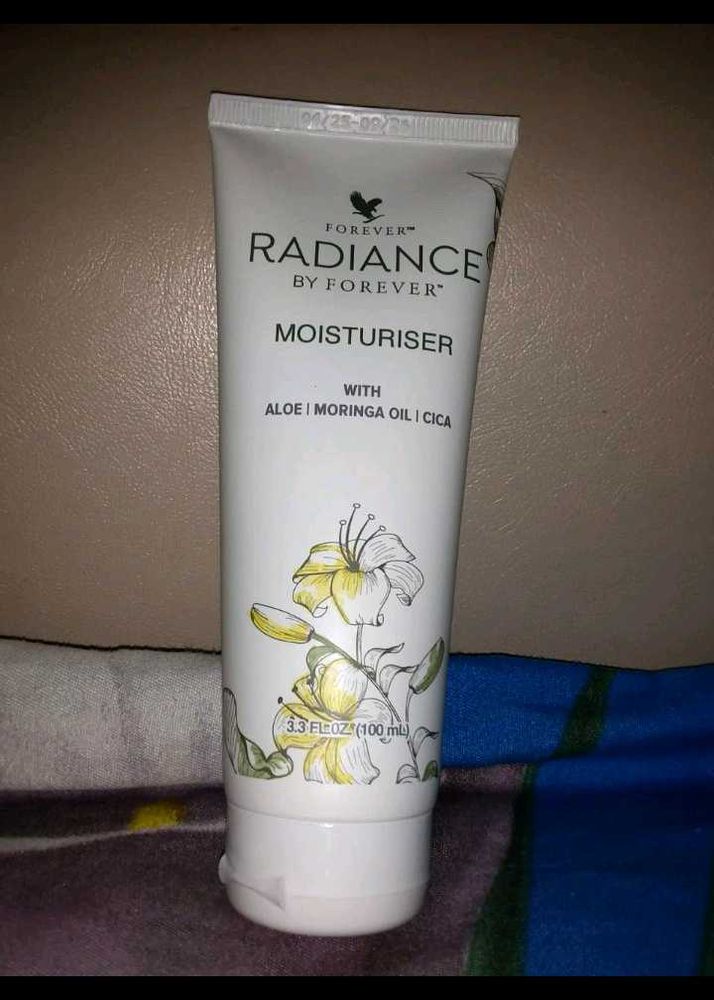 FOREVER™
RADIANCE
BY FOREVER™
MOISTURISER
WITH
ALOE | MORINGA OIL | CICA
3.3 FL.OZ. (100 mL)